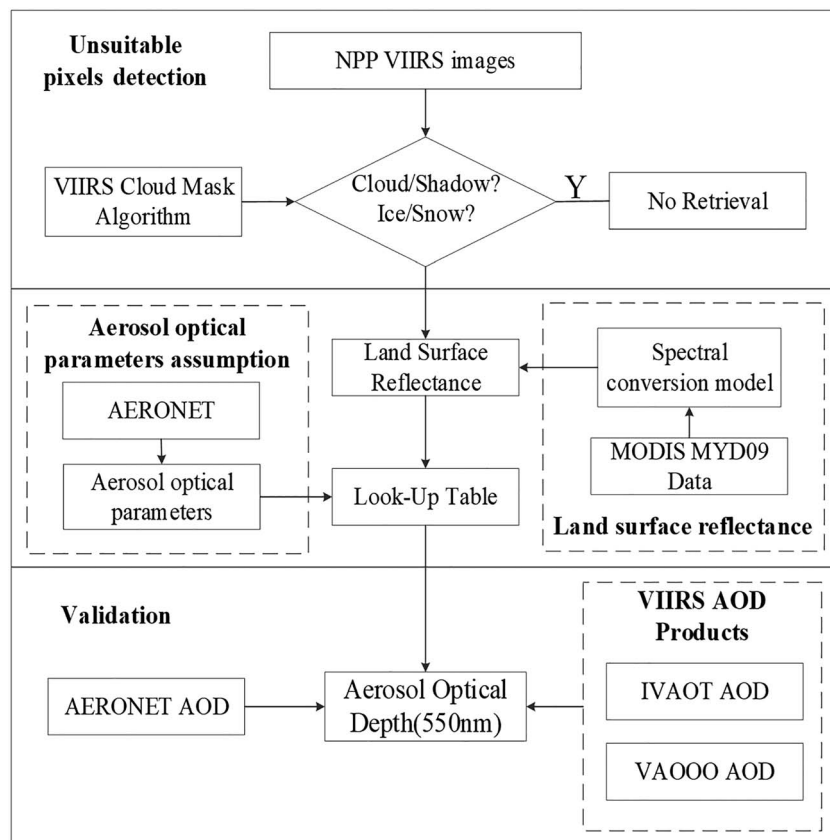 Unsuitable
pixels detection
NPP VIIRS images
VIIRS Cloud Mask
Algorithm
Cloud/Shadow?
Ice/Snow?
Y
No Retrieval
Aerosol optical
parameters assumption
AERONET
Aerosol optical
parameters
Land Surface
Reflectance
Look-Up Table
Spectral
conversion model
MODIS MYD09
Data
Land surface reflectance
Validation
AERONET AOD
Aerosol Optical
Depth(550nm)
VIIRS AOD
Products
IVAOT AOD
VAOOO AOD